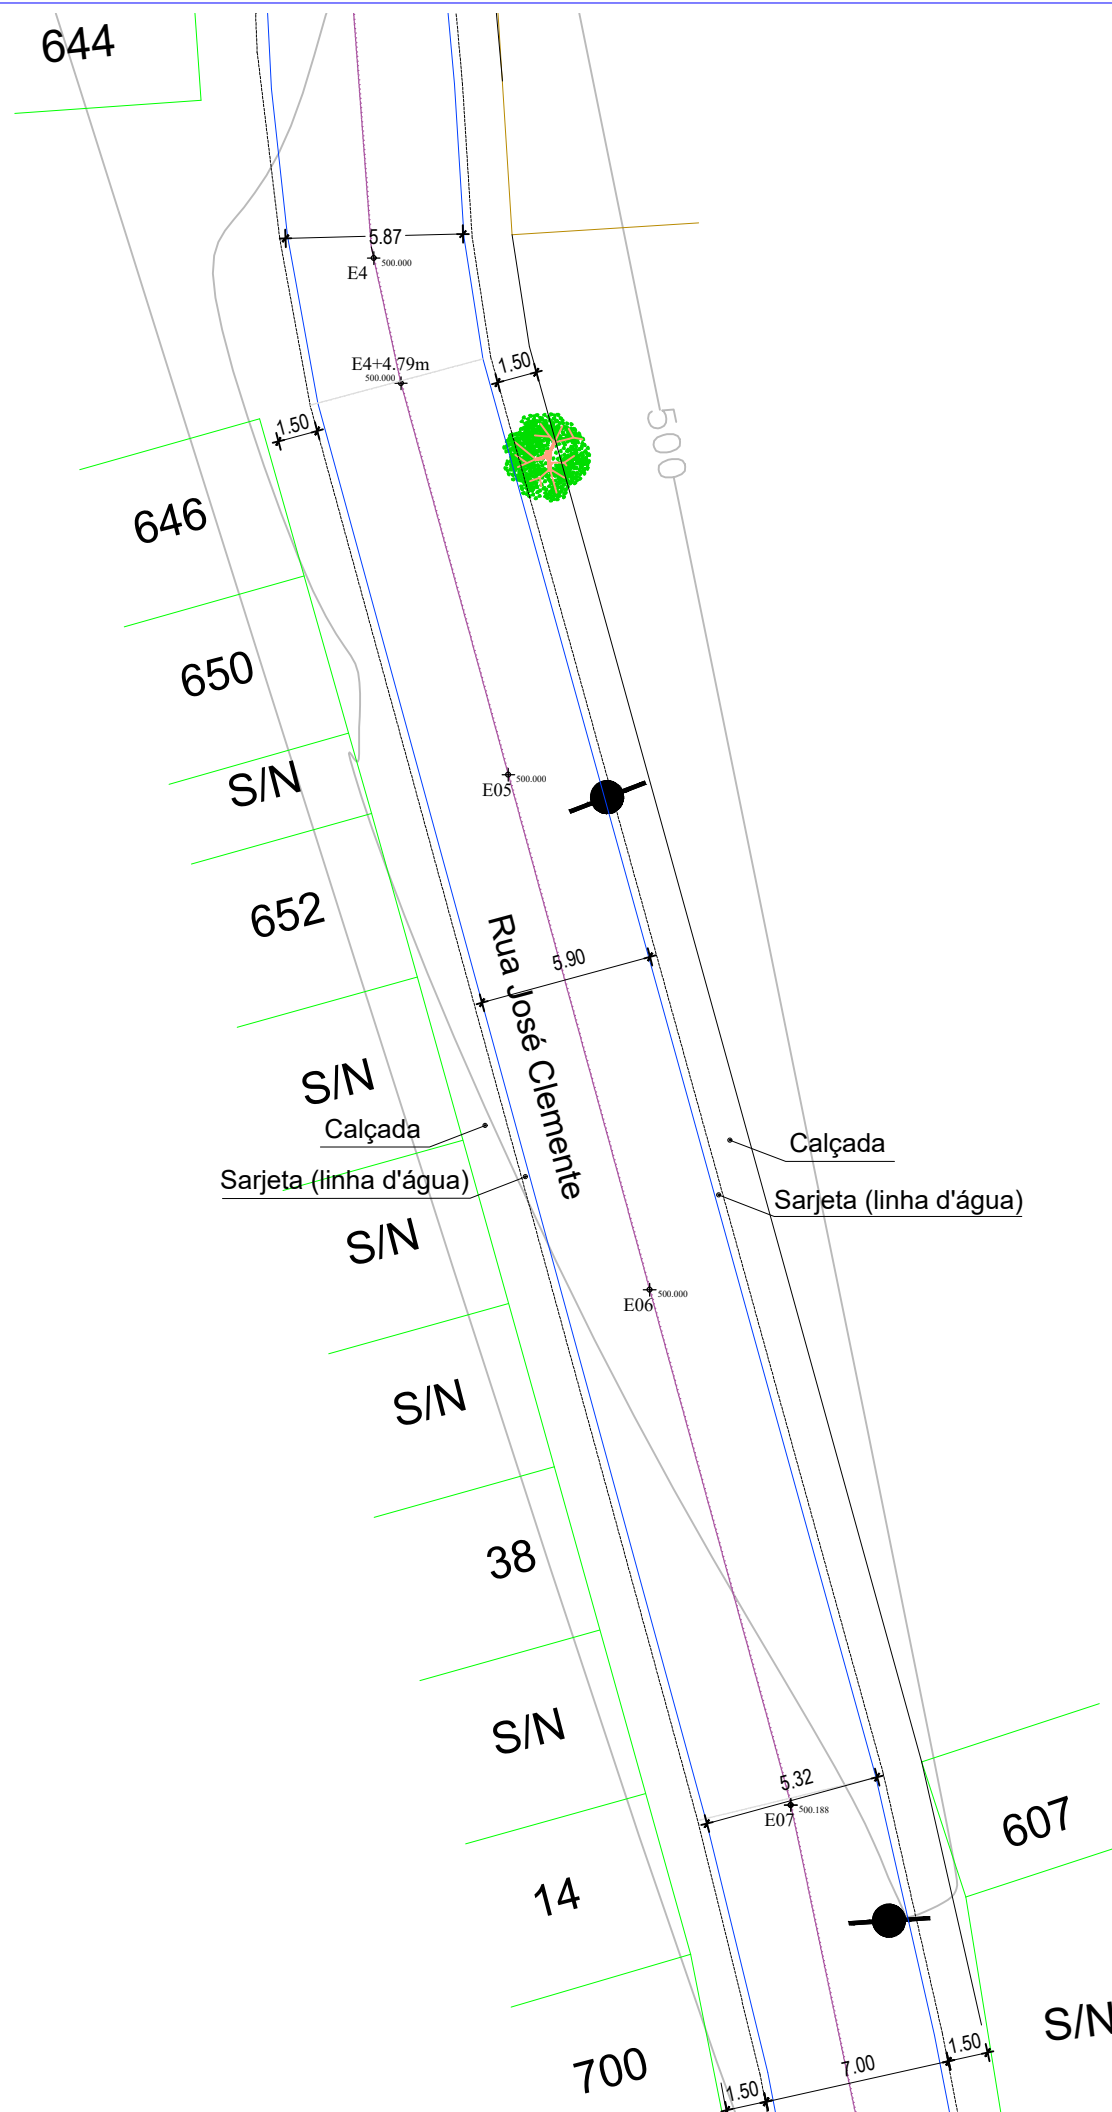 644
5.87
E4
500.000
E4+4.79m
500.000
1.50
1.50
500
646
650
S/N
E05
500.000
652
Rua José Clemente
5.90
S/N
Calçada
Calçada
Sarjeta (linha d'água)
Sarjeta (linha d'água)
S/N
E06
500.000
S/N
38
S/N
5.32
E07
500.188
607
14
S/N
700
1.50
7.00
1.50